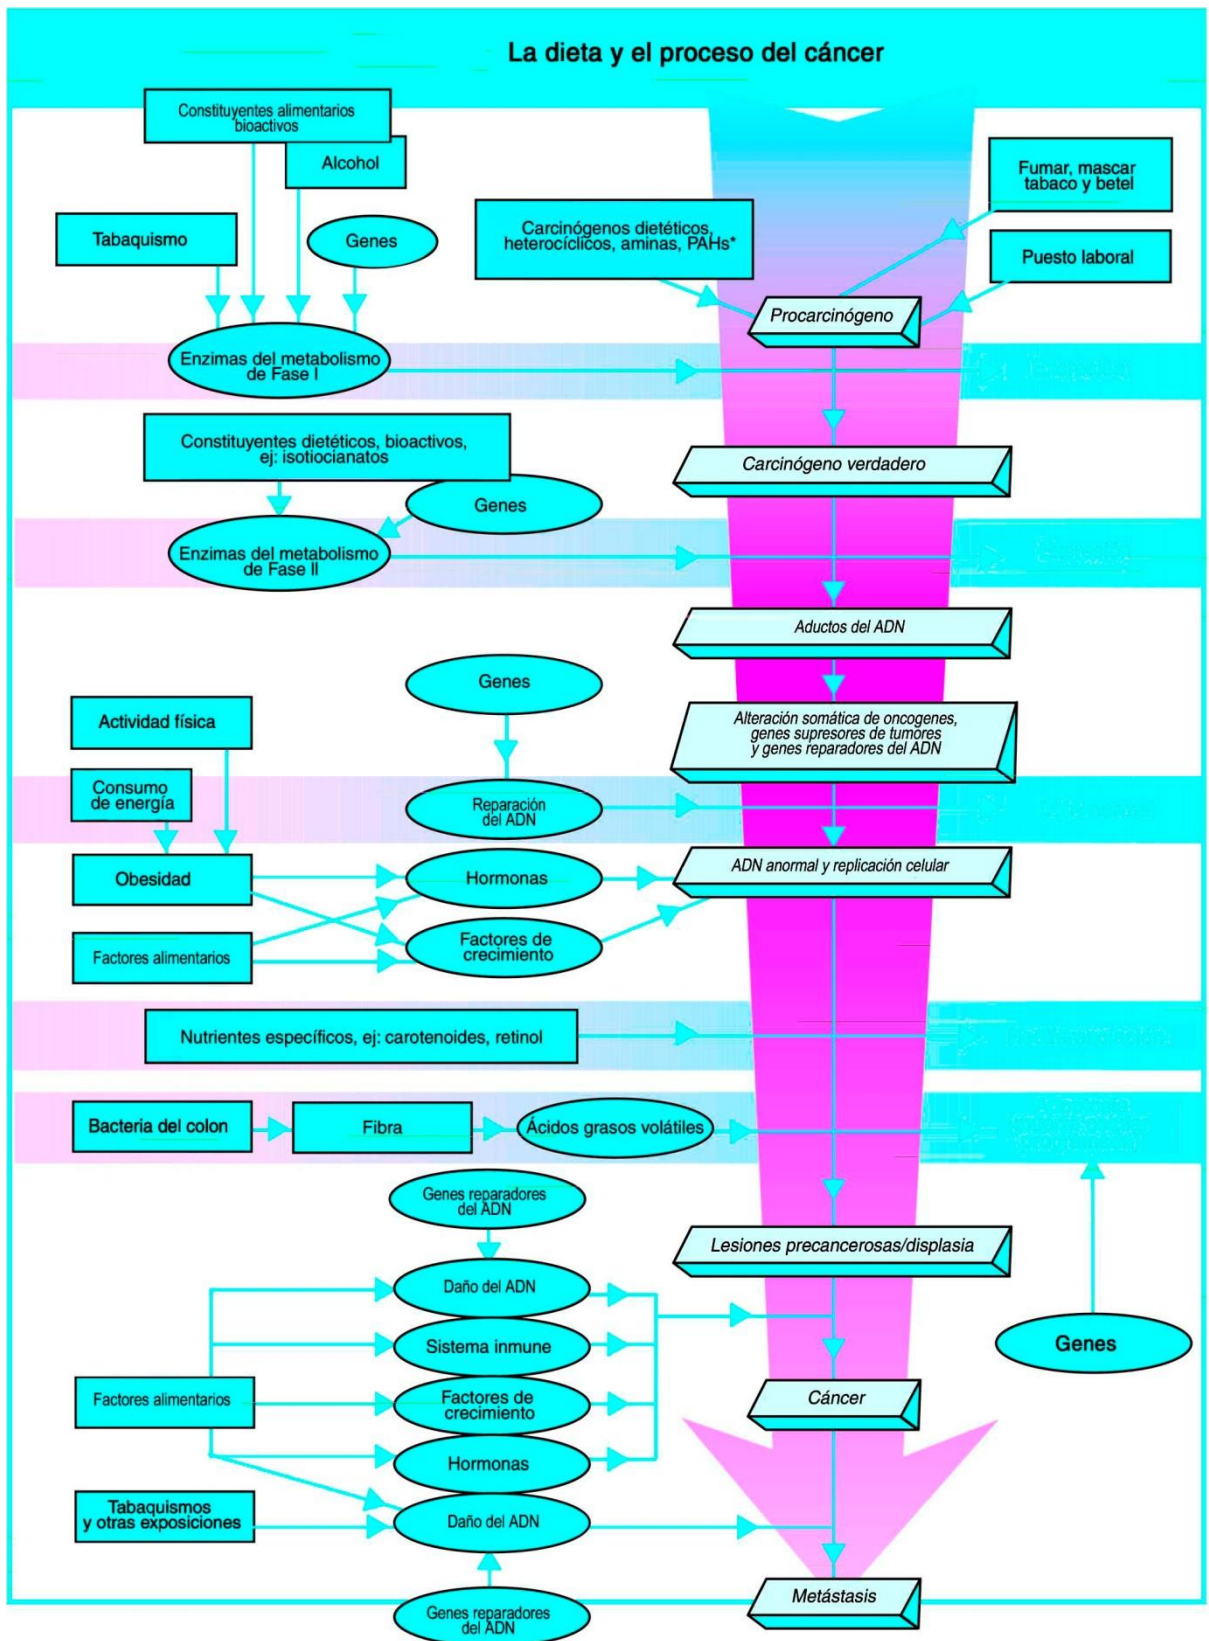 La dieta y el proceso del cáncer
Constituyentes alimentarios
bioactivos
Alcohol
Tabaquismo
Genes
Fumar, mascar
tabaco y betel
Carcinógenos dietéticos,
heterocíclicos, aminas, PAHs*
Puesto laboral
Procarcinógeno
Enzimas del metabolismo
de Fase I
Constituyentes dietéticos, bioactivos,
ej: isotiocianatos
Carcinógeno verdadero
Genes
Enzimas del metabolismo
de Fase II
Aductos del ADN
Genes
Actividad física
Alteración somática de oncogenes,
genes supresores de tumores
y genes reparadores del ADN
Consumo
de energía
Reparación
del ADN
Obesidad
Hormonas
ADN anormal y replicación celular
Factores alimentarios
Factores de
crecimiento
Nutrientes específicos, ej: carotenoides, retinol
Bacteria del colon
Fibra
Ácidos grasos volátiles
Genes reparadores
del ADN
Lesiones precancerosas/displasia
Daño del ADN
Sistema inmune
Genes
Factores alimentarios
Factores de
crecimiento
Cáncer
Hormonas
Tabaquismos
y otras exposiciones
Daño del ADN
Metástasis
Genes reparadores
del ADN